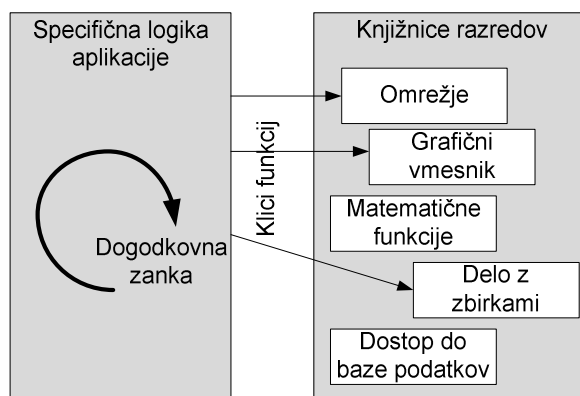 Specifična logika
aplikacije
Dogodkovna
zanka
Klici funkcij
Knjižnice razredov
Omrežje
Grafični
vmesnik
Matematične
funkcije
Delo z
zbirkami
Dostop do
baze podatkov